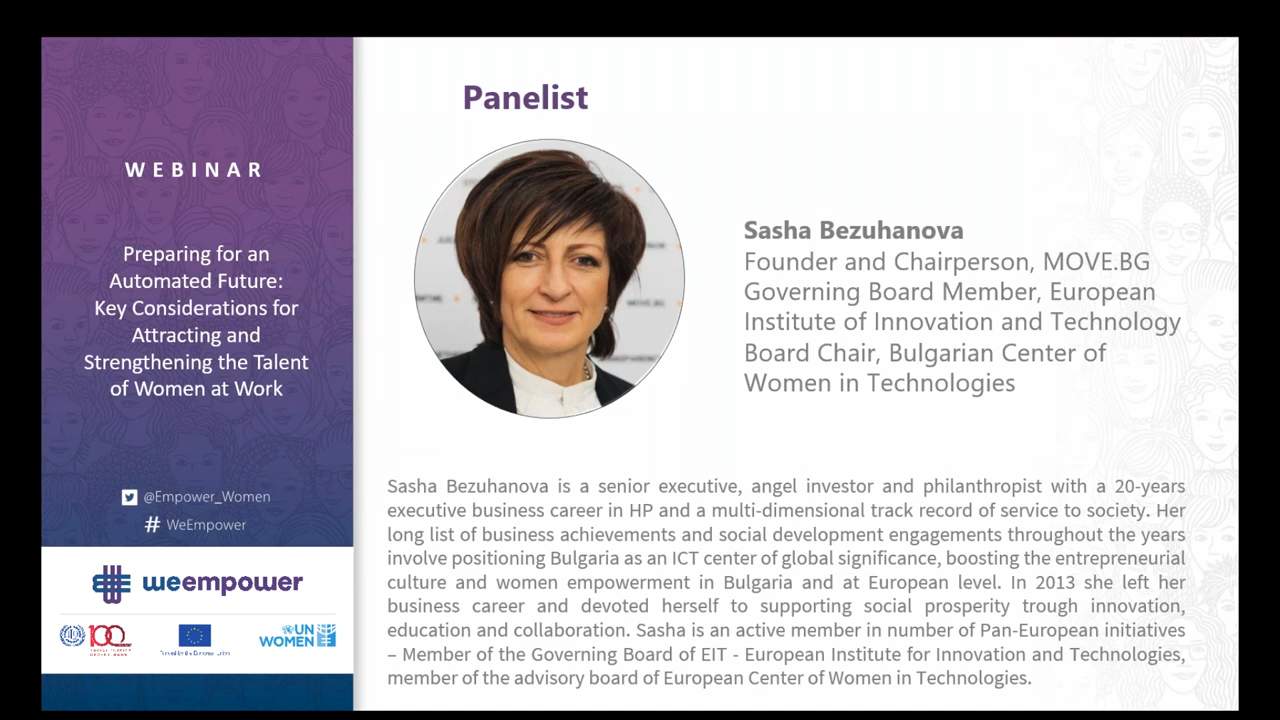 WEBINAR
Preparing for an
Automated Future:
Key Considerations for
Attracting and
Strengthening the Talent
of Women at Work
@Empower_Women
# WeEmpower
weempower
100
UN
WOMEN
Panelist
Sasha Bezuhanova
Founder and Chairperson, MOVE.BG
Governing Board Member, European
Institute of Innovation and Technology
Board Chair, Bulgarian Center of
Women in Technologies
Sasha Bezuhanova is a senior executive, angel investor and philanthropist with a 20-years
executive business career in HP and a multi-dimensional track record of service to society. Her
long list of business achievements and social development engagements throughout the years
involve positioning Bulgaria as an ICT center of global significance, boosting the entrepreneurial
culture and women empowerment in Bulgaria and at European level. In 2013 she left her
business career and devoted herself to supporting social prosperity trough innovation,
education and collaboration. Sasha is an active member in number of Pan-European initiatives
– Member of the Governing Board of EIT - European Institute for Innovation and Technologies,
member of the advisory board of European Center of Women in Technologies.